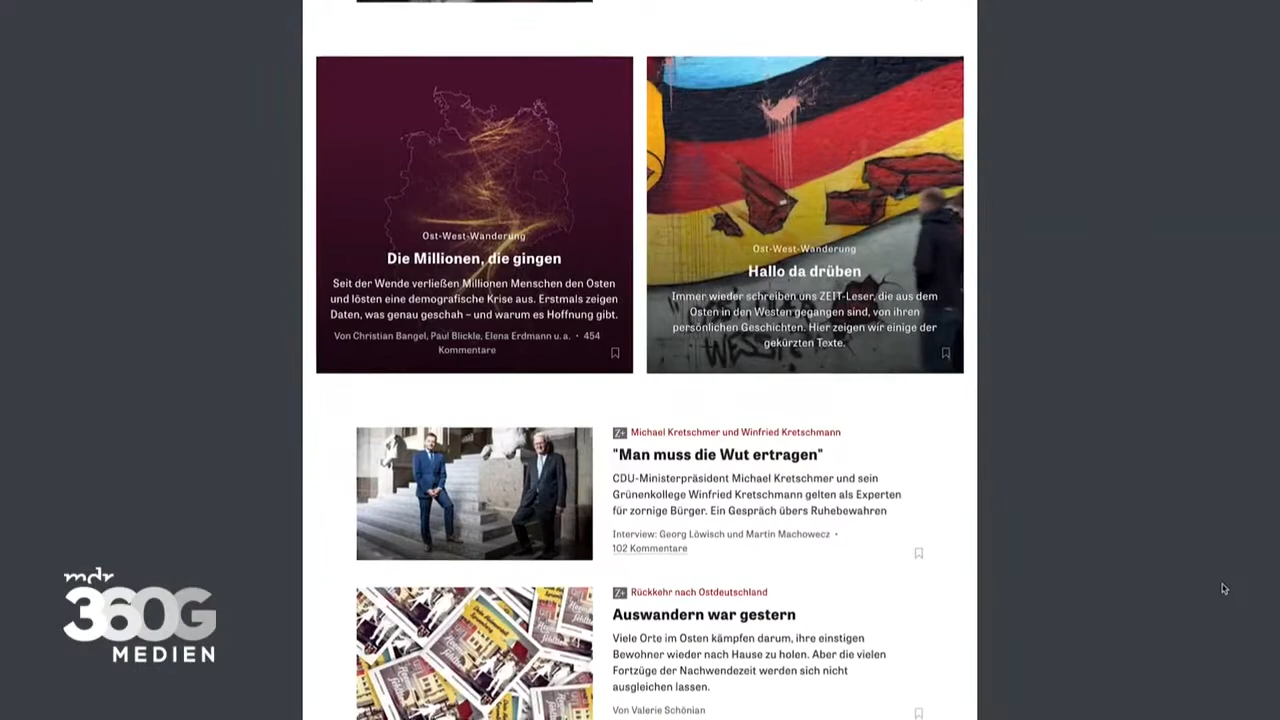 Ost-West-Wanderung
Die Millionen, die gingen
Seit der Wende verließen Millionen Menschen den Osten
und lösten eine demografische Krise aus. Erstmals zeigen
Daten, was genau geschah – und warum es Hoffnung gibt.
Von Christian Bangel, Paul Blickle, Elena Erdmann u. a. • 454
Kommentare
Ost-West-Wanderung
Hallo da drüben
Immer wieder schreiben uns ZEIT-Leser, die aus dem
Osten in den Westen gegangen sind, von ihren
persönlichen Geschichten. Hier zeigen wir einige der
gekürzten Texte.
Z+ Michael Kretschmer und Winfried Kretschmann
"Man muss die Wut ertragen"
CDU-Ministerpräsident Michael Kretschmer und sein
Grünenkollege Winfried Kretschmann gelten als Experten
für zornige Bürger. Ein Gespräch übers Ruhebewahren
Interview: Georg Löwisch und Martin Machowecz •
102 Kommentare
Z+ Rückkehr nach Ostdeutschland
Auswandern war gestern
Viele Orte im Osten kämpfen darum, ihre einstigen
Bewohner wieder nach Hause zu holen. Aber die vielen
Fortzüge der Nachwendezeit werden sich nicht
ausgleichen lassen.
Von Valerie Schönian
mdr
360G
MEDIEN